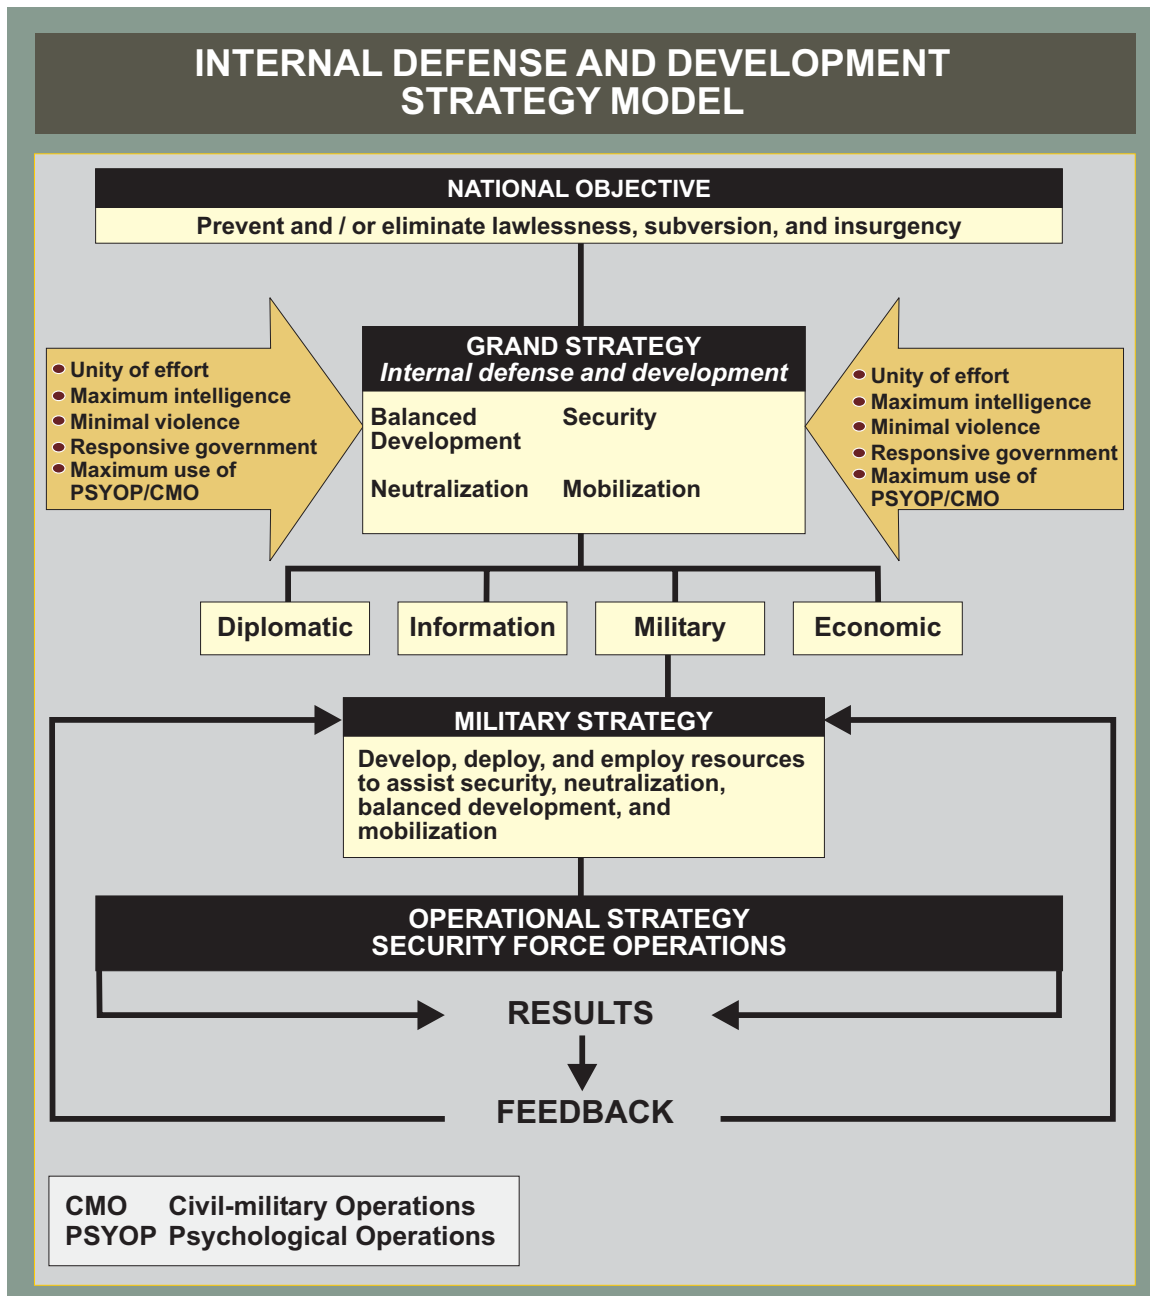 INTERNAL DEFENSE AND DEVELOPMENT
STRATEGY MODEL
NATIONAL OBJECTIVE
Prevent and / or eliminate lawlessness, subversion, and insurgency
Unity of effort
Maximum intelligence
Minimal violence
Responsive government
Maximum use of
PSYOP/CMO
GRAND STRATEGY
Internal defense and development
Balanced
Development
Security
Neutralization
Mobilization
Unity of effort
Maximum intelligence
Minimal violence
Responsive government
Maximum use of
PSYOP/CMO
Diplomatic
Information
Military
Economic
MILITARY STRATEGY
Develop, deploy, and employ resources
to assist security, neutralization,
balanced development, and
mobilization
OPERATIONAL STRATEGY
SECURITY FORCE OPERATIONS
RESULTS
FEEDBACK
CMO Civil-military Operations
PSYOP Psychological Operations